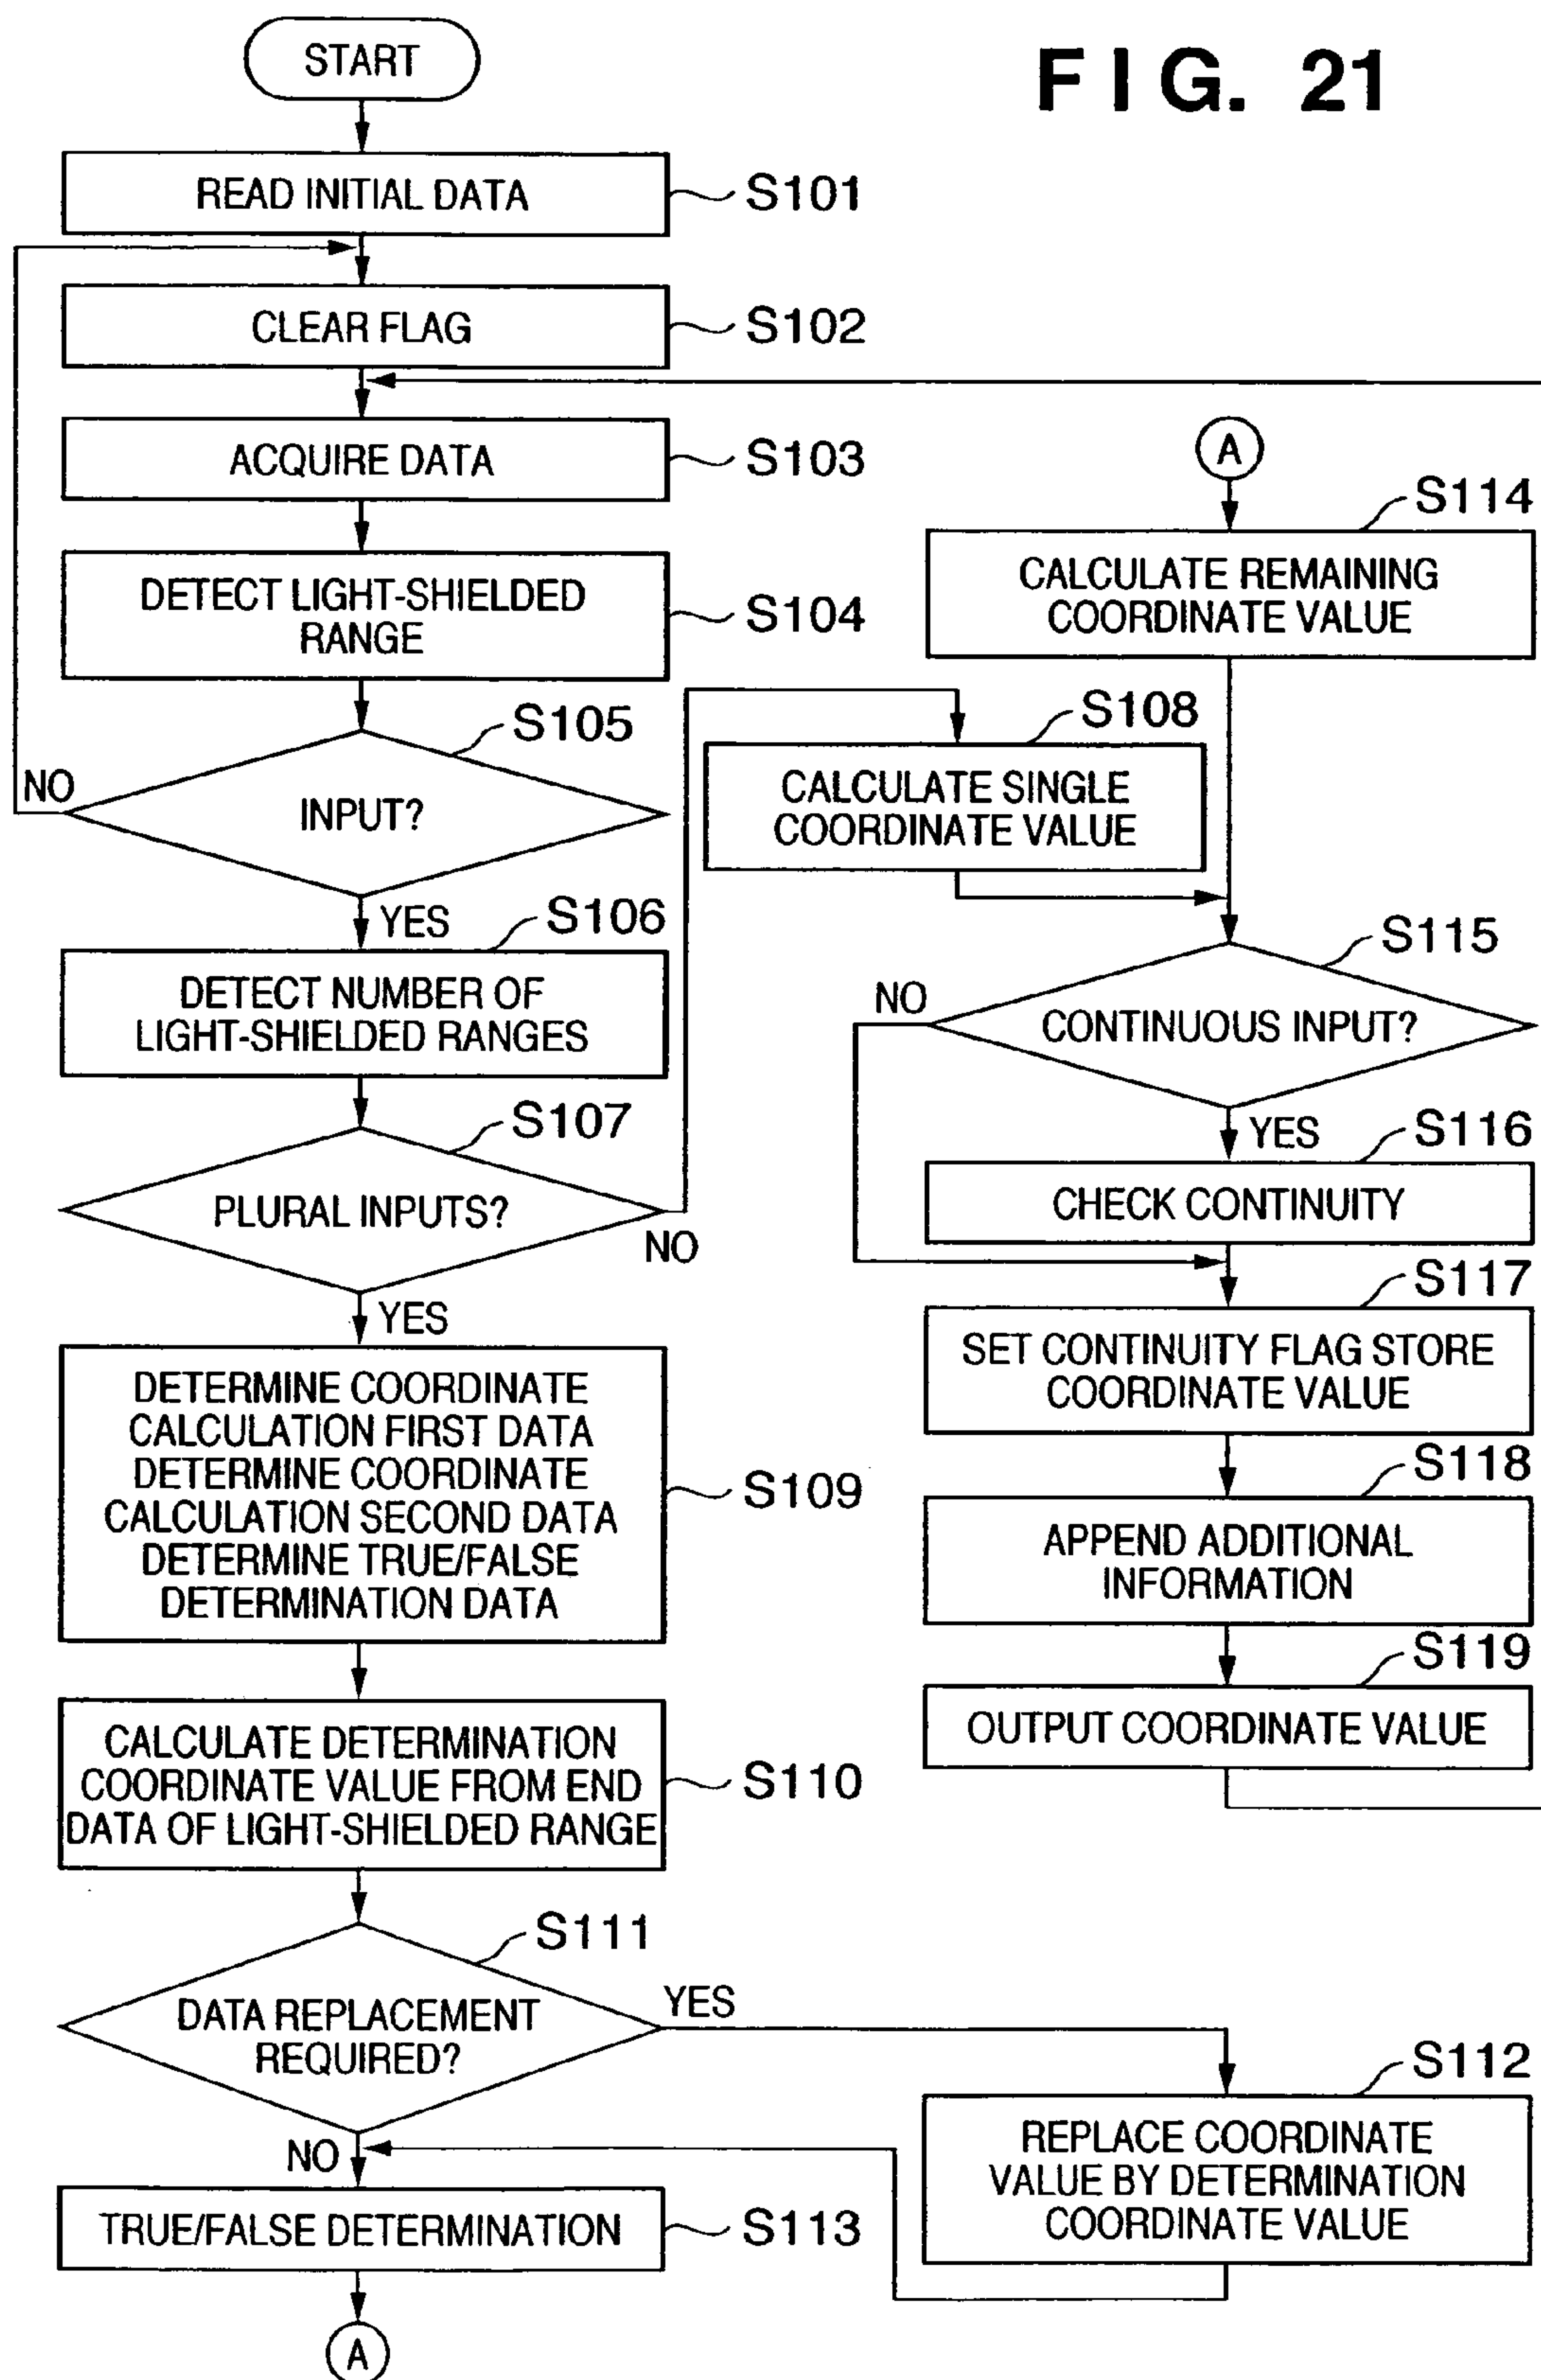 FIG. 21
START
READ INITIAL DATA
S101
CLEAR FLAG
S102
ACQUIRE DATA
S103
DETECT LIGHT-SHIELDED
RANGE
S104
S105
INPUT?
NO
YES
S106
DETECT NUMBER OF
LIGHT-SHIELDED RANGES
S107
PLURAL INPUTS?
NO
YES
S108
CALCULATE SINGLE
COORDINATE VALUE
DETERMINE COORDINATE
CALCULATION FIRST DATA
DETERMINE COORDINATE
CALCULATION SECOND DATA
DETERMINE TRUE/FALSE
DETERMINATION DATA
S109
CALCULATE DETERMINATION
COORDINATE VALUE FROM END
DATA OF LIGHT-SHIELDED RANGE
S110
S111
DATA REPLACEMENT
REQUIRED?
YES
NO
S112
REPLACE COORDINATE
VALUE BY DETERMINATION
COORDINATE VALUE
TRUE/FALSE DETERMINATION
S113
A
A
S114
CALCULATE REMAINING
COORDINATE VALUE
S115
CONTINUOUS INPUT?
NO
YES
S116
CHECK CONTINUITY
S117
SET CONTINUITY FLAG STORE
COORDINATE VALUE
S118
APPEND ADDITIONAL
INFORMATION
S119
OUTPUT COORDINATE VALUE